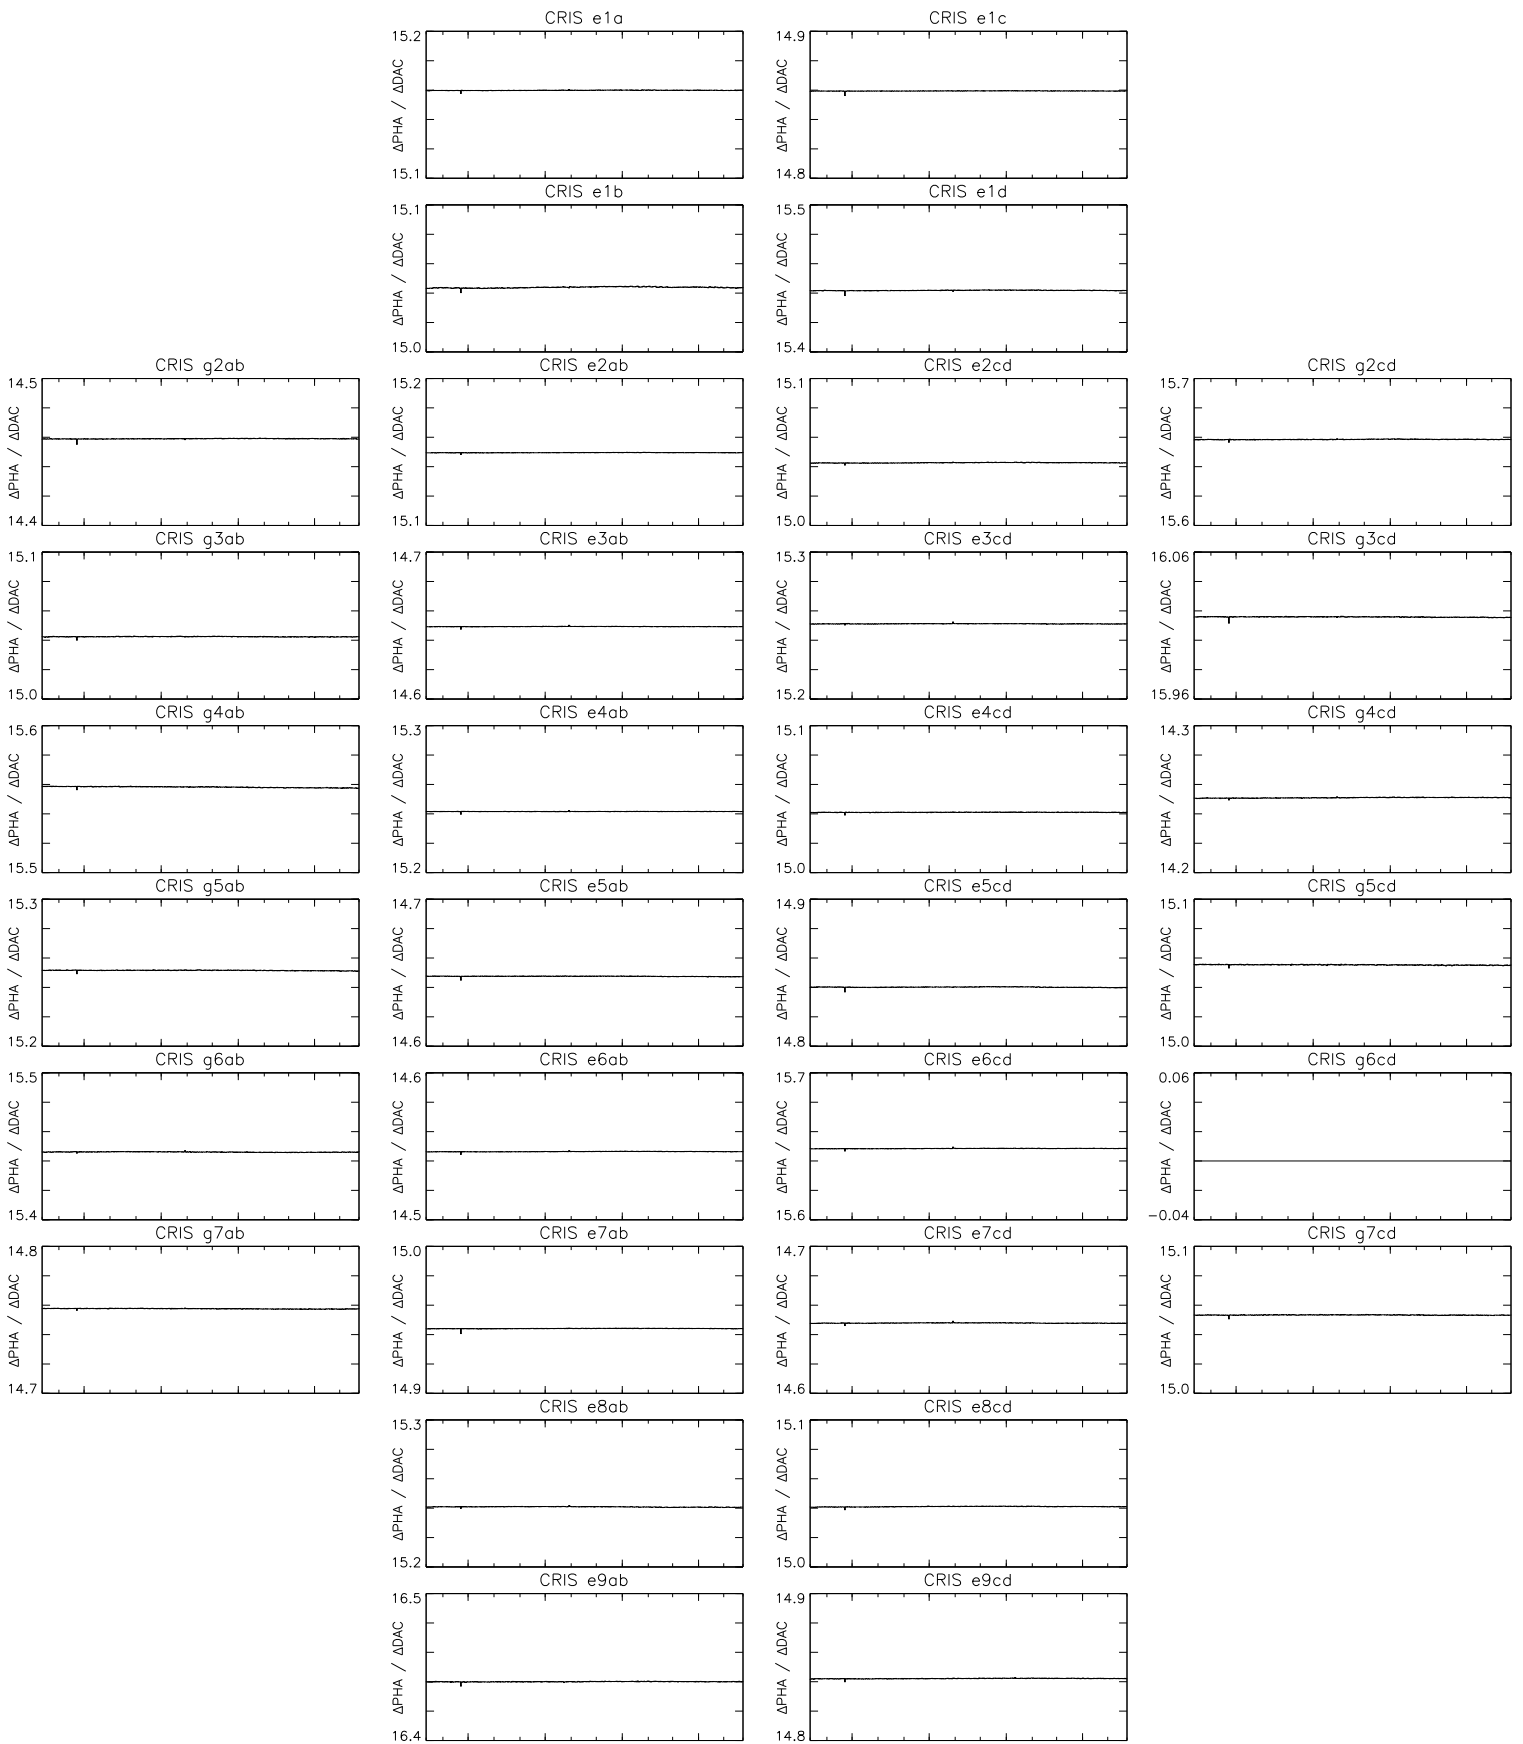 CRIS e1a
15.2
ΔPHA / ΔDAC
15.1
CRIS e1c
14.9
ΔPHA / ΔDAC
14.8
CRIS e1b
15.1
ΔPHA / ΔDAC
15.0
CRIS e1d
15.5
ΔPHA / ΔDAC
15.4
CRIS g2ab
14.5
ΔPHA / ΔDAC
14.4
CRIS e2ab
15.2
ΔPHA / ΔDAC
15.1
CRIS e2cd
15.1
ΔPHA / ΔDAC
15.0
CRIS g2cd
15.7
ΔPHA / ΔDAC
15.6
CRIS g3ab
15.1
ΔPHA / ΔDAC
15.0
CRIS e3ab
14.7
ΔPHA / ΔDAC
14.6
CRIS e3cd
15.3
ΔPHA / ΔDAC
15.2
CRIS g3cd
16.06
ΔPHA / ΔDAC
15.96
CRIS g4ab
15.6
ΔPHA / ΔDAC
15.5
CRIS e4ab
15.3
ΔPHA / ΔDAC
15.2
CRIS e4cd
15.1
ΔPHA / ΔDAC
15.0
CRIS g4cd
14.3
ΔPHA / ΔDAC
14.2
CRIS g5ab
15.3
ΔPHA / ΔDAC
15.2
CRIS e5ab
14.7
ΔPHA / ΔDAC
14.6
CRIS e5cd
14.9
ΔPHA / ΔDAC
14.8
CRIS g5cd
15.1
ΔPHA / ΔDAC
15.0
CRIS g6ab
15.5
ΔPHA / ΔDAC
15.4
CRIS e6ab
14.6
ΔPHA / ΔDAC
14.5
CRIS e6cd
15.7
ΔPHA / ΔDAC
15.6
CRIS g6cd
0.06
ΔPHA / ΔDAC
−0.04
CRIS g7ab
14.8
ΔPHA / ΔDAC
14.7
CRIS e7ab
15.0
ΔPHA / ΔDAC
14.9
CRIS e7cd
14.7
ΔPHA / ΔDAC
14.6
CRIS g7cd
15.1
ΔPHA / ΔDAC
15.0
CRIS e8ab
15.3
ΔPHA / ΔDAC
15.2
CRIS e8cd
15.1
ΔPHA / ΔDAC
15.0
CRIS e9ab
16.5
ΔPHA / ΔDAC
16.4
CRIS e9cd
14.9
ΔPHA / ΔDAC
14.8